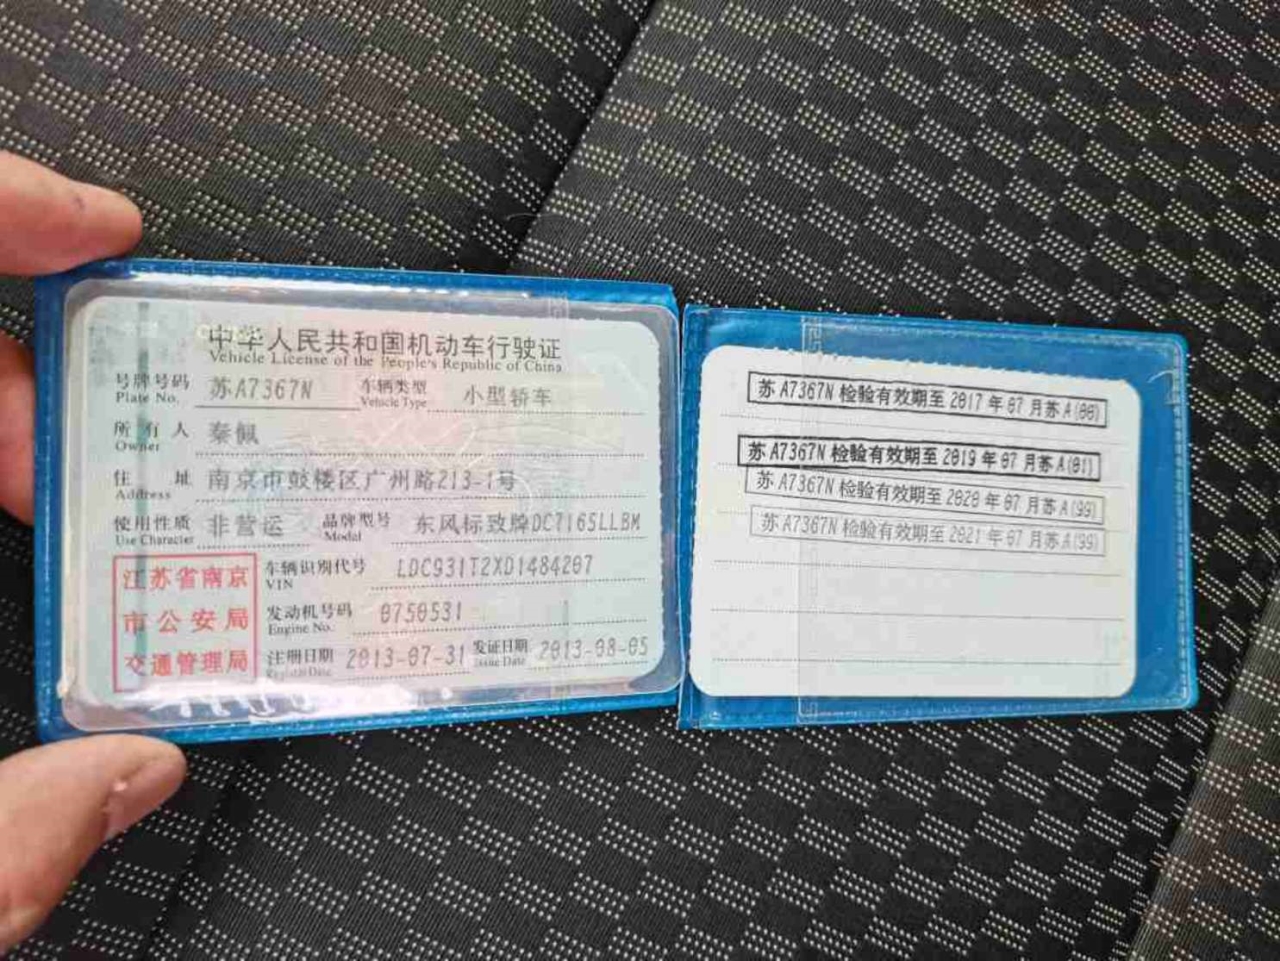 中华人民共和国机动车行驶证
Vehicle License of the People's Republic of China
号牌号码 苏A7367N 车辆类型 小型轿车
Plate No. Vehicle Type
所有人 秦佩
Owner
住址 南京市鼓楼区广州路213-1号
Address
使用性质 非营运 品牌型号 东风标致牌DC7165LLBM
Use Character Model
江苏省南京
市公安局
交通管理局
车辆识别代号 LDC931T2XD1484207
VIN
发动机号码 0750531
Engine No.
注册日期 2013-07-31 发证日期 2013-08-05
Register Date Issue Date
苏A7367N检验有效期至2017年07月苏A(00)
苏A7367N检验有效期至2019年07月苏A(01)
苏A7367N检验有效期至2020年07月苏A(99)
苏A7367N检验有效期至2021年07月苏A(99)